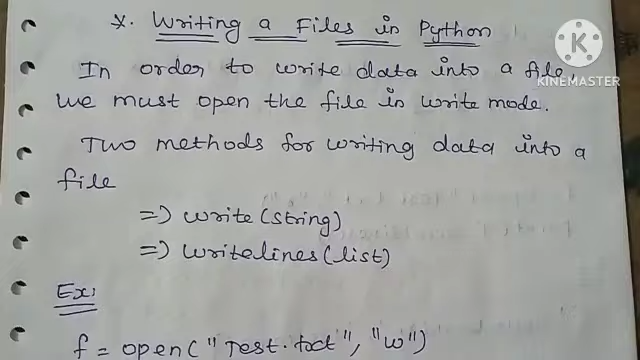 * Writing a Files in Python
In order to write data into a file,
we must open the file in write mode.
Two methods for writing data into a
file
=> write(string)
=> writelines(list)
Ex:
f = open("Test.txt", "w")
K
KINEMASTER